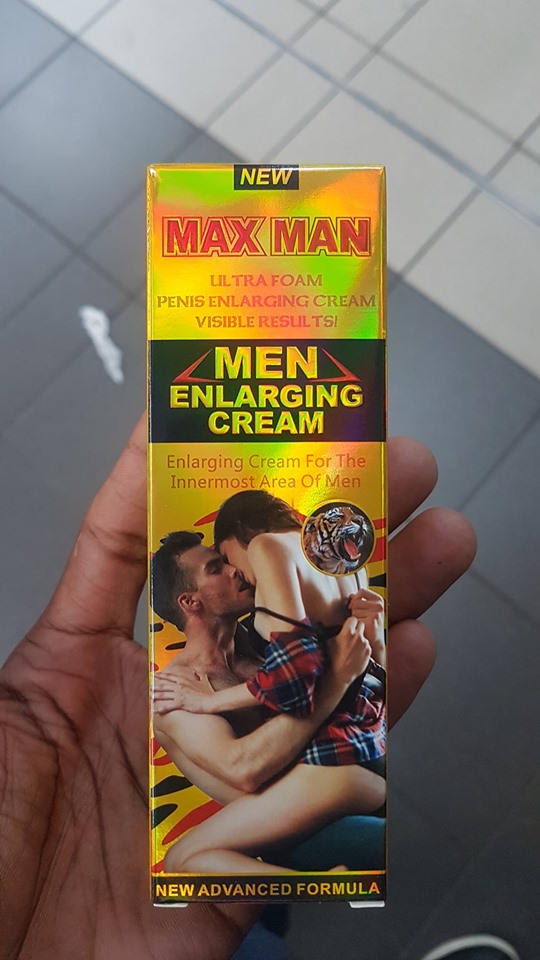 NEW
MAX MAN
ULTRA FOAM
PENIS ENLARGING CREAM
VISIBLE RESULTS!
MEN
ENLARGING
CREAM
Enlarging Cream For The
Innermost Area Of Men
NEW ADVANCED FORMULA